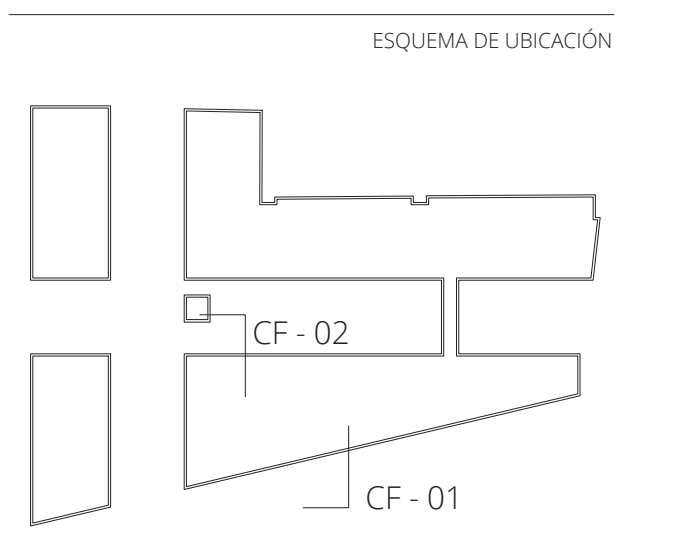 ESQUEMA DE UBICACIÓN
CF - 02
CF - 01